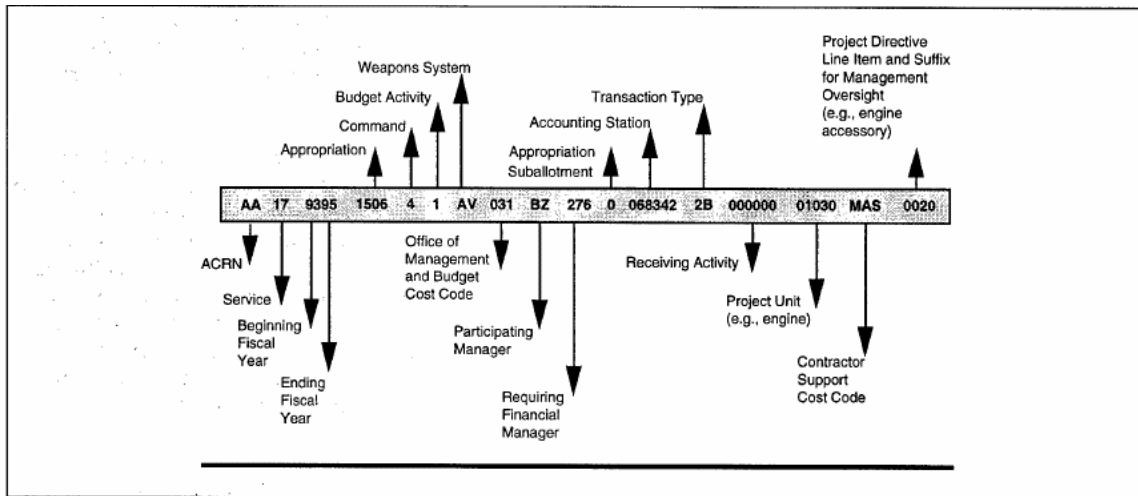 Project Directive
Line Item and Suffix
for Management
Oversight
(e.g., engine
accessory)
Weapons System
Budget Activity
Transaction Type
Command
Accounting Station
Appropriation
Appropriation
Suballotment
AA 17 9395 1506 4 1 AV 031 BZ 276 0 068342 2B 000000 01030 MAS 0020
ACRN
Service
Beginning
Fiscal
Year
Ending
Fiscal
Year
Office of
Management
and Budget
Cost Code
Participating
Manager
Requiring
Financial
Manager
Receiving Activity
Project Unit
(e.g., engine)
Contractor
Support
Cost Code